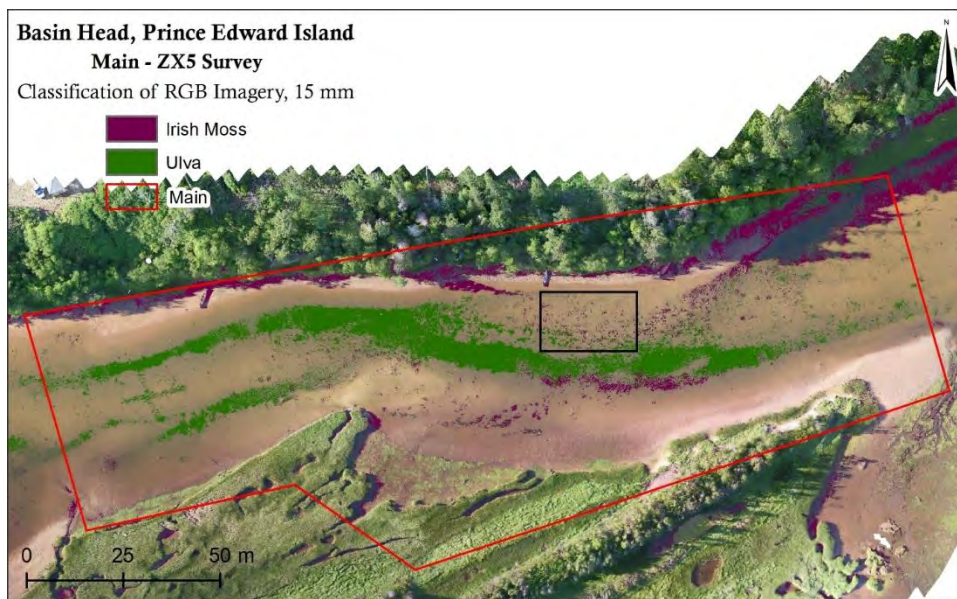 Basin Head, Prince Edward Island
Main - ZX5 Survey
Classification of RGB Imagery, 15 mm
Irish Moss
Ulva
Main
N
0 25 50 m